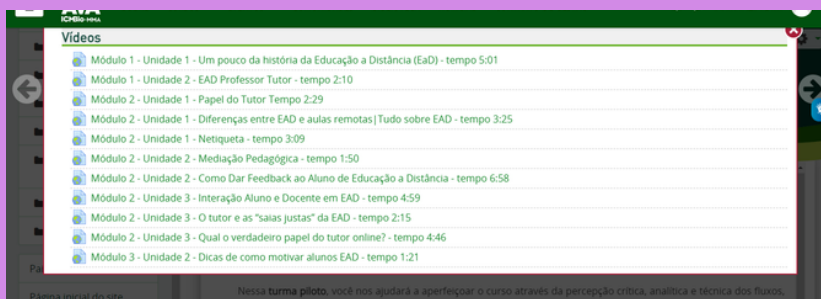 ICMBio-MMA
Vídeos
Módulo 1 - Unidade 1 - Um pouco da história da Educação a Distância (EaD) - tempo 5:01
Módulo 1 - Unidade 2 - EAD Professor Tutor - tempo 2:10
Módulo 2 - Unidade 1 - Papel do Tutor Tempo 2:29
Módulo 2 - Unidade 1 - Diferenças entre EAD e aulas remotas|Tudo sobre EAD - tempo 3:25
Módulo 2 - Unidade 1 - Netiqueta - tempo 3:09
Módulo 2 - Unidade 2 - Mediação Pedagógica - tempo 1:50
Módulo 2 - Unidade 2 - Como Dar Feedback ao Aluno de Educação a Distância - tempo 6:58
Módulo 2 - Unidade 3 - Interação Aluno e Docente em EAD - tempo 4:59
Módulo 2 - Unidade 3 - O tutor e as “saias justas” da EAD - tempo 2:15
Módulo 2 - Unidade 3 - Qual o verdadeiro papel do tutor online? - tempo 4:46
Módulo 3 - Unidade 2 - Dicas de como motivar alunos EAD - tempo 1:21
Nessa turma piloto, você nos ajudará a aperfeiçoar o curso através da percepção crítica, analítica e técnica dos fluxos,
Página inicial do site